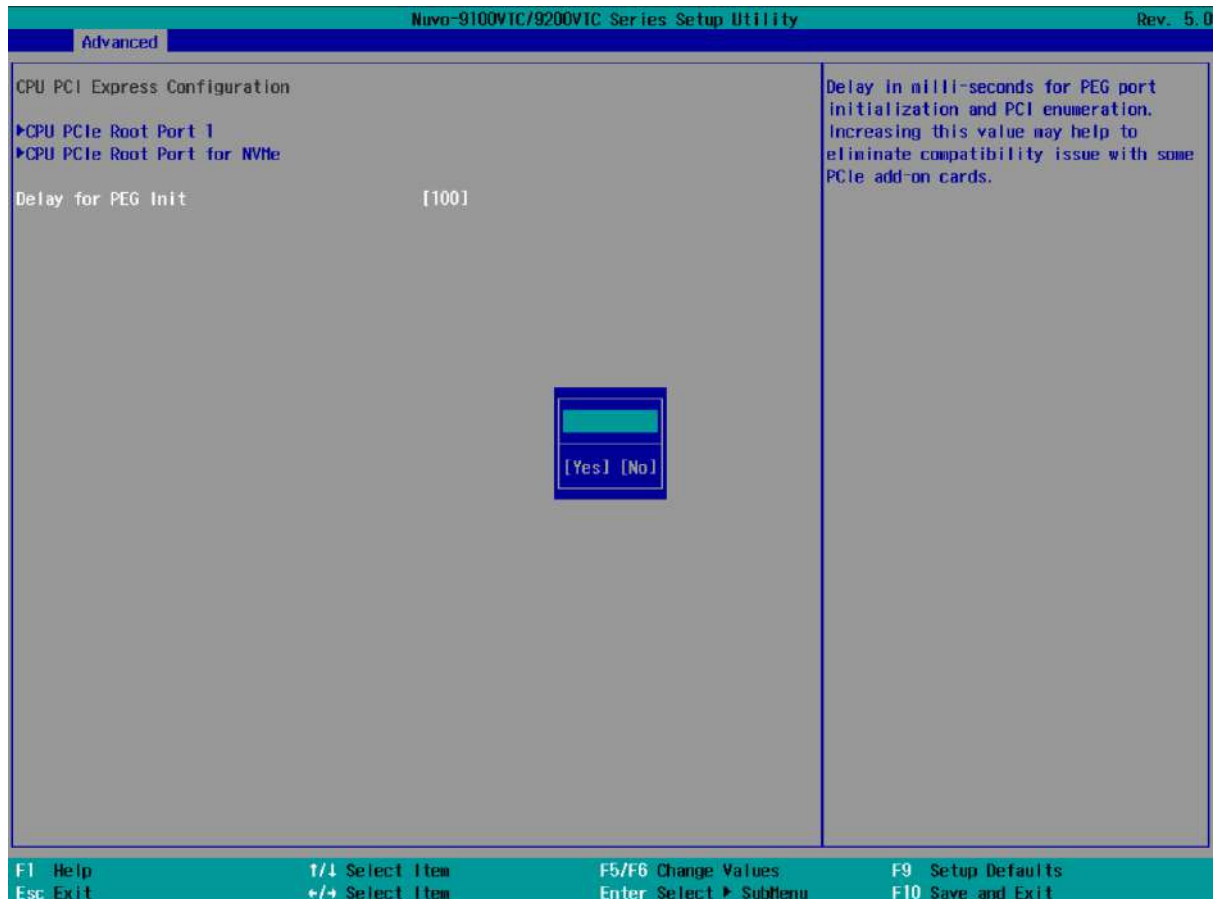 Nuvo-9100VTC/9200VTC Series Setup Utility Rev. 5.0
Advanced
CPU PCI Express Configuration
▶CPU PCIe Root Port 1
▶CPU PCIe Root Port for NVMe
Delay for PEG Init [100]
Delay in milli-seconds for PEG port
initialization and PCI enumeration.
Increasing this value may help to
eliminate compatibility issue with some
PCIe add-on cards.
[Yes] [No]
F1 Help ↑/↓ Select Item F5/F6 Change Values F9 Setup Defaults
Esc Exit ←/→ Select Item Enter Select ▶ SubMenu F10 Save and Exit